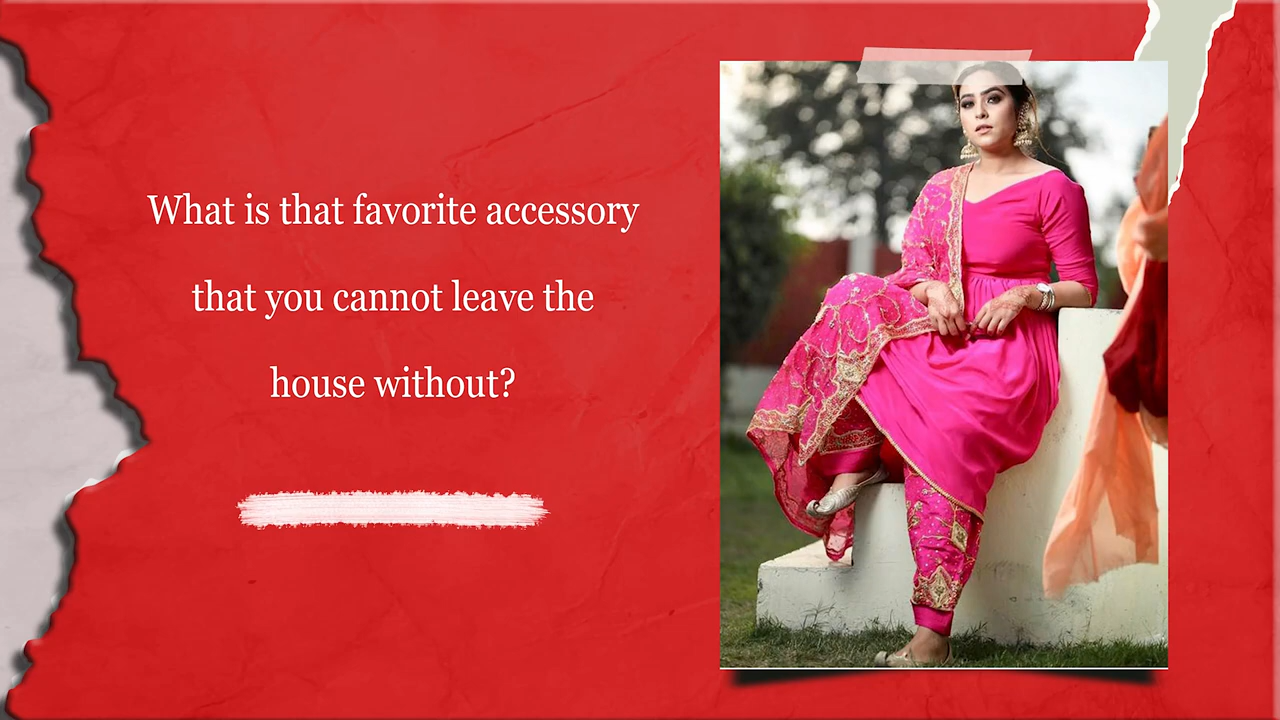 What is that favorite accessory
that you cannot leave the
house without?